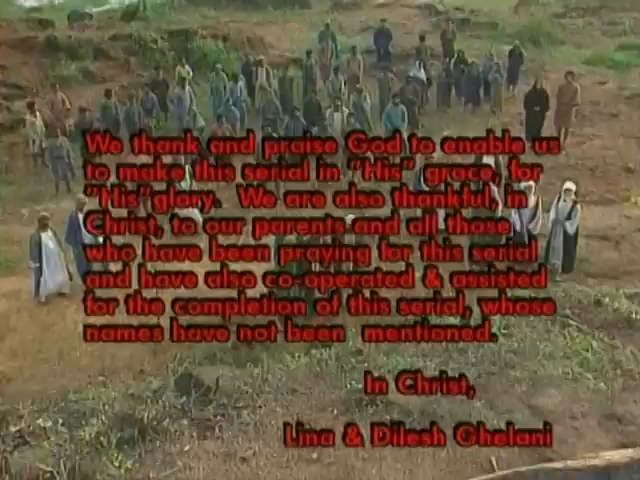 We thank and praise God to enable us
to make this serial in "His" grace, for
"His"glory. We are also thankful, in
Christ, to our parents and all those
who have been praying for this serial
and have also co-operated & assisted
for the completion of this serial, whose
names have not been mentioned.
In Christ,
Lina & Dilesh Ghelani